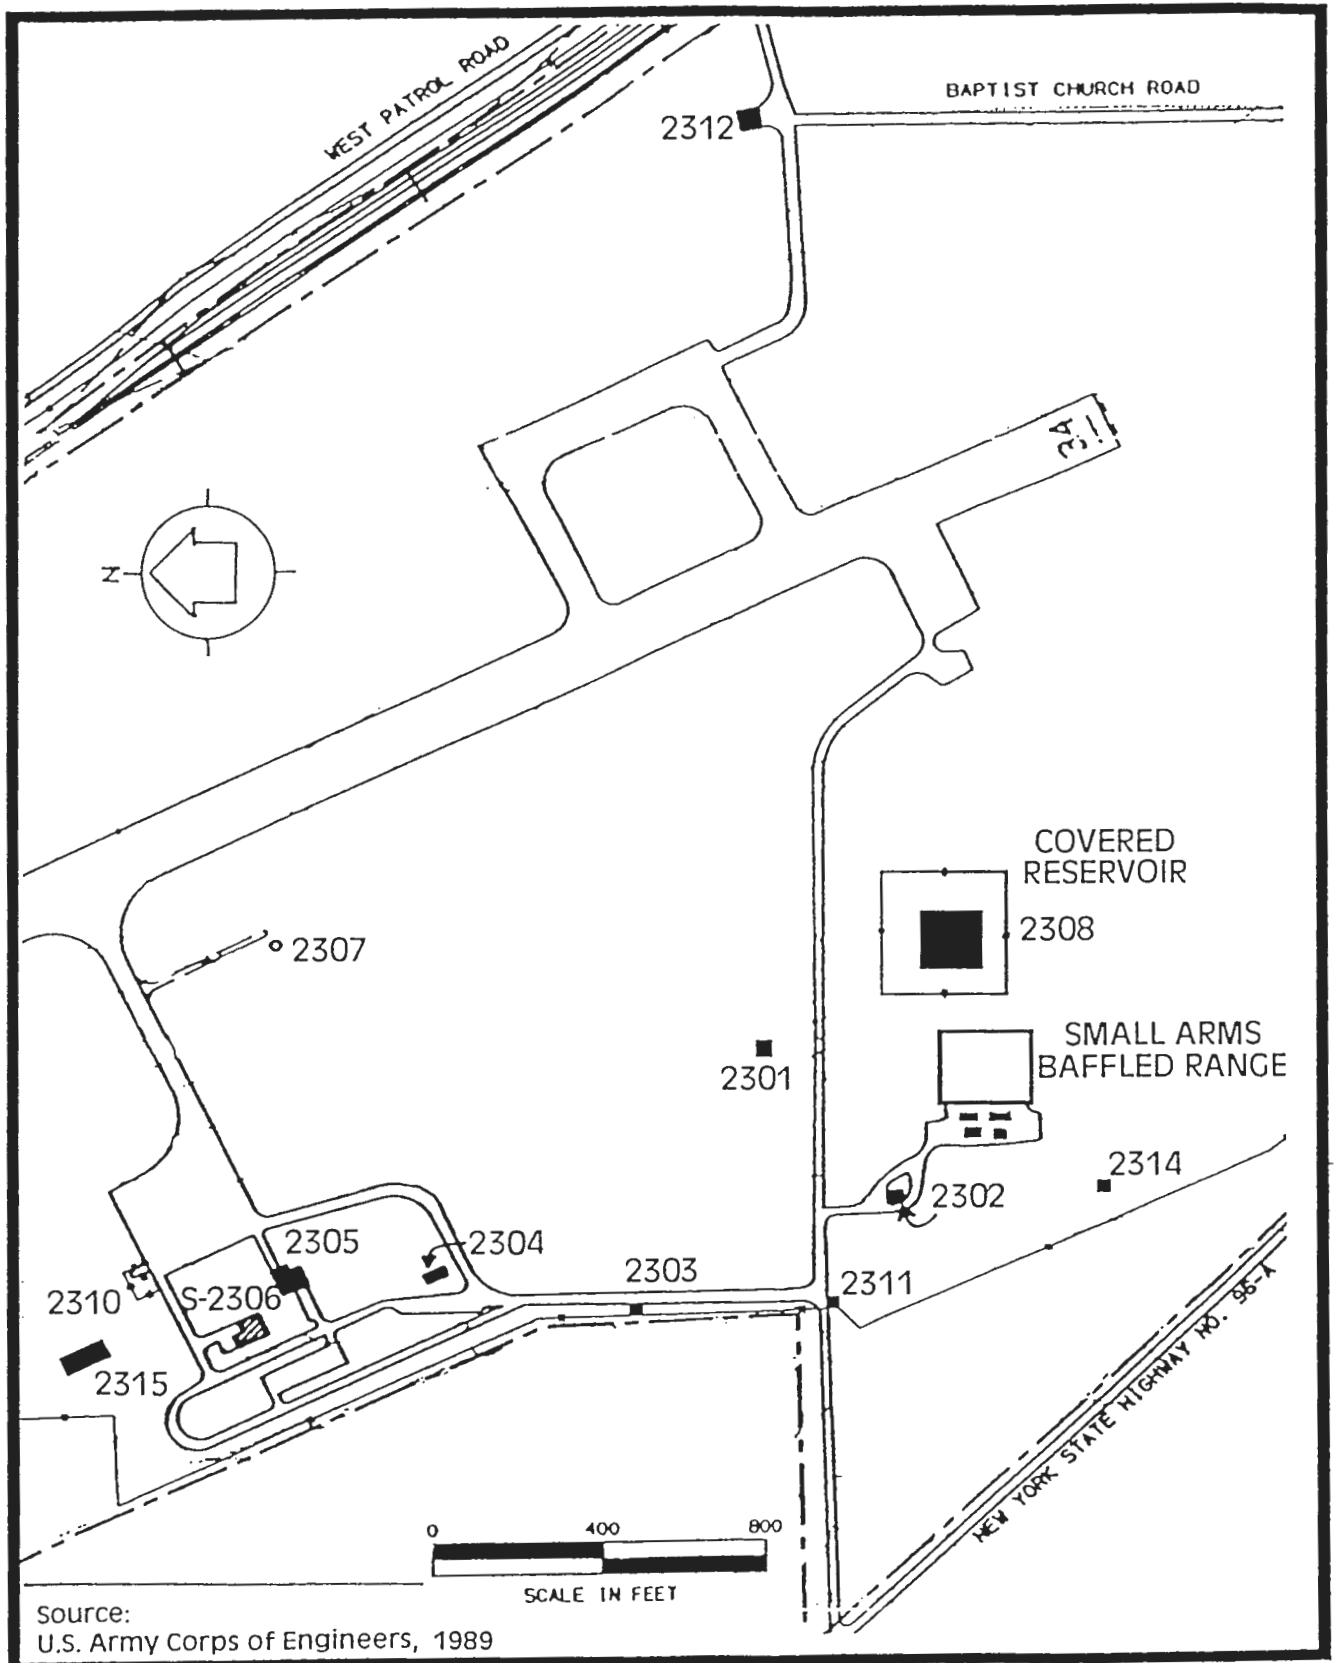 WEST PATROL ROAD
BAPTIST CHURCH ROAD
2312
34
N
COVERED
RESERVOIR
2308
2307
SMALL ARMS
BAFFLED RANGE
2301
2314
2302
2305
2304
2303
2311
2310
S-2306
2315
NEW YORK STATE HIGHWAY NO. 96-A
0 400 800
SCALE IN FEET
Source:
U.S. Army Corps of Engineers, 1989